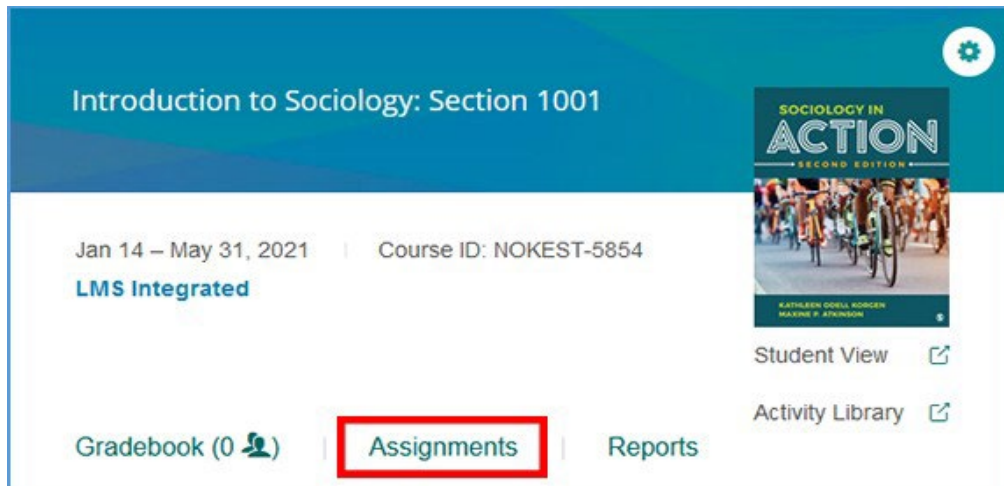 Introduction to Sociology: Section 1001
SOCIOLOGY IN
ACTION
SECOND EDITION
KATHLEEN ODELL KORGEN
MAXINE P. ATKINSON
Jan 14 – May 31, 2021
Course ID: NOKEST-5854
LMS Integrated
Student View
Activity Library
Gradebook (0 )
Assignments
Reports